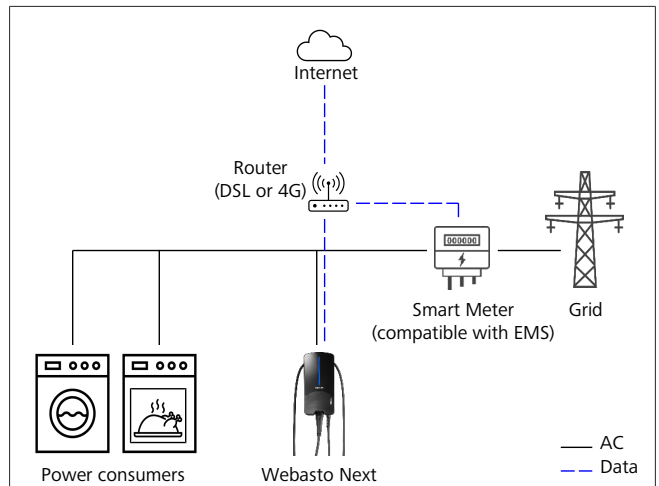 Internet
Router
(DSL or 4G)
000000
Smart Meter
(compatible with EMS)
Grid
Power consumers
Webasto Next
AC
Data